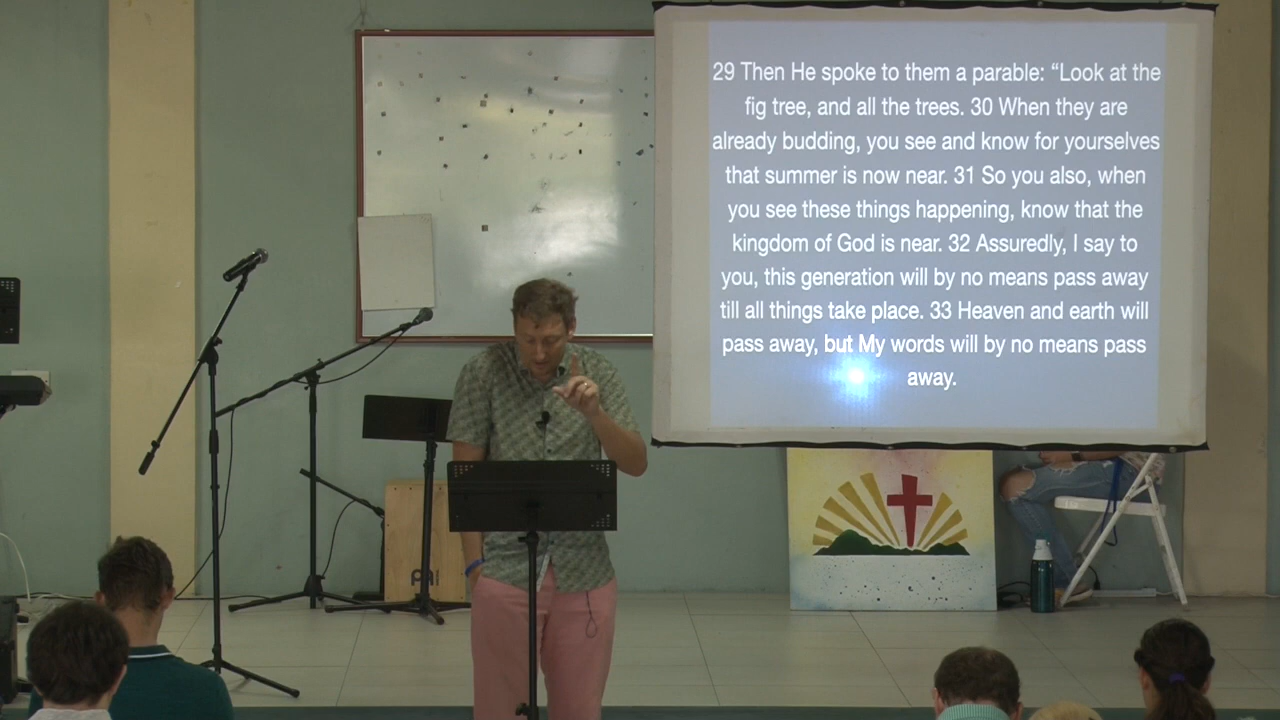 29 Then He spoke to them a parable: “Look at the
fig tree, and all the trees. 30 When they are
already budding, you see and know for yourselves
that summer is now near. 31 So you also, when
you see these things happening, know that the
kingdom of God is near. 32 Assuredly, I say to
you, this generation will by no means pass away
till all things take place. 33 Heaven and earth will
pass away, but My words will by no means pass
away.